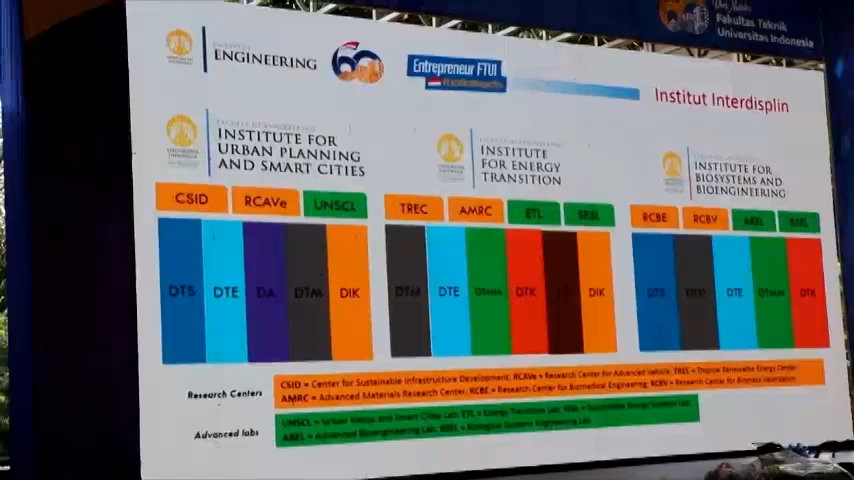 Fakultas Teknik
Universitas Indonesia
ENGINEERING
60
Entrepreneur FTUI
Institut Interdisplin
INSTITUTE FOR
URBAN PLANNING
AND SMART CITIES
INSTITUTE
FOR ENERGY
TRANSITION
INSTITUTE FOR
BIOSYSTEMS AND
BIOENGINEERING
CSID RCAVe UNSCL TREC AMRC ETL SESL RCBE RCBV ABEL BSEL
DTS DTE DA DTM DIK DTM DTE DTMM DTK DIK DTS DTM DTE DTMM DTK
Research Centers
CSID = Center for Sustainable Infrastructure Development; RCAVe = Research Center for Advanced Vehicle; TREC = Tropical Renewable Energy Center
AMRC = Advanced Materials Research Center; RCBE = Research Center for Biomedical Engineering; RCBV = Research Center for Biomass Valorization
Advanced labs
UNSCL = Urban Nexus and Smart Cities Lab; ETL = Energy Transition Lab; SESL = Sustainable Energy Systems Lab
ABEL = Advanced Bioengineering Lab; BSEL = Biological Systems Engineering Lab